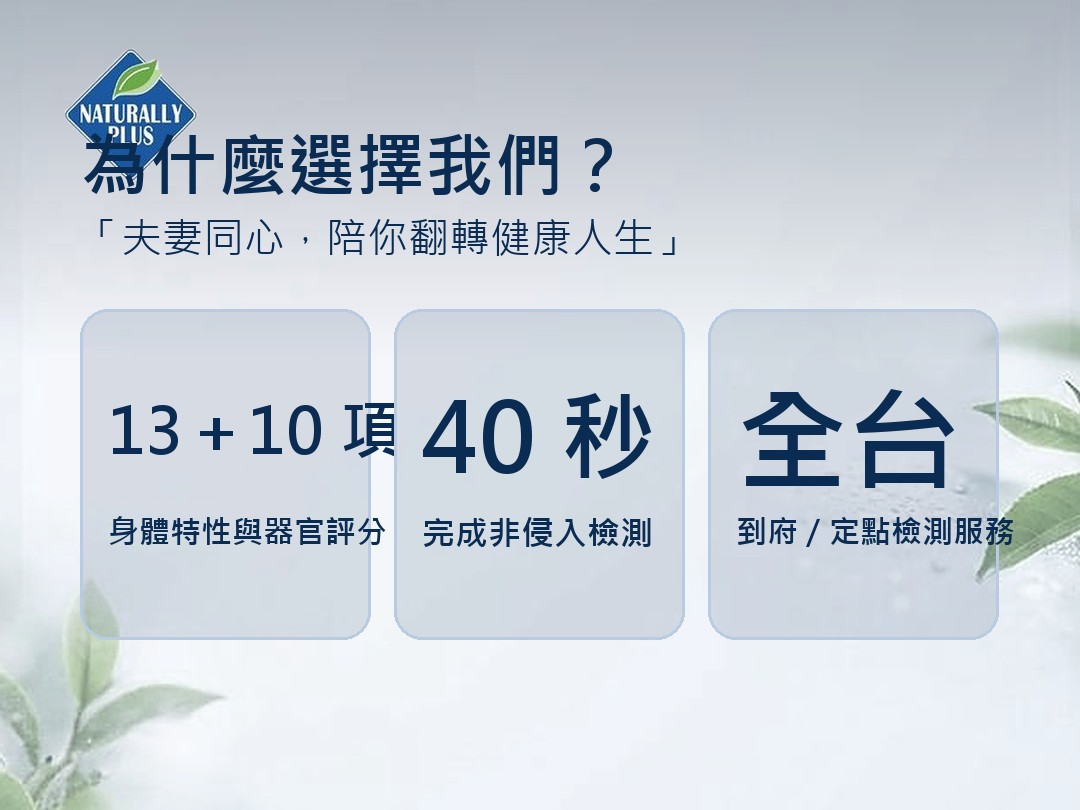 NATURALLY
PLUS
為什麼選擇我們？
「夫妻同心，陪你翻轉健康人生」
13+10 項
身體特性與器官評分
40 秒
完成非侵入檢測
全台
到府 / 定點檢測服務